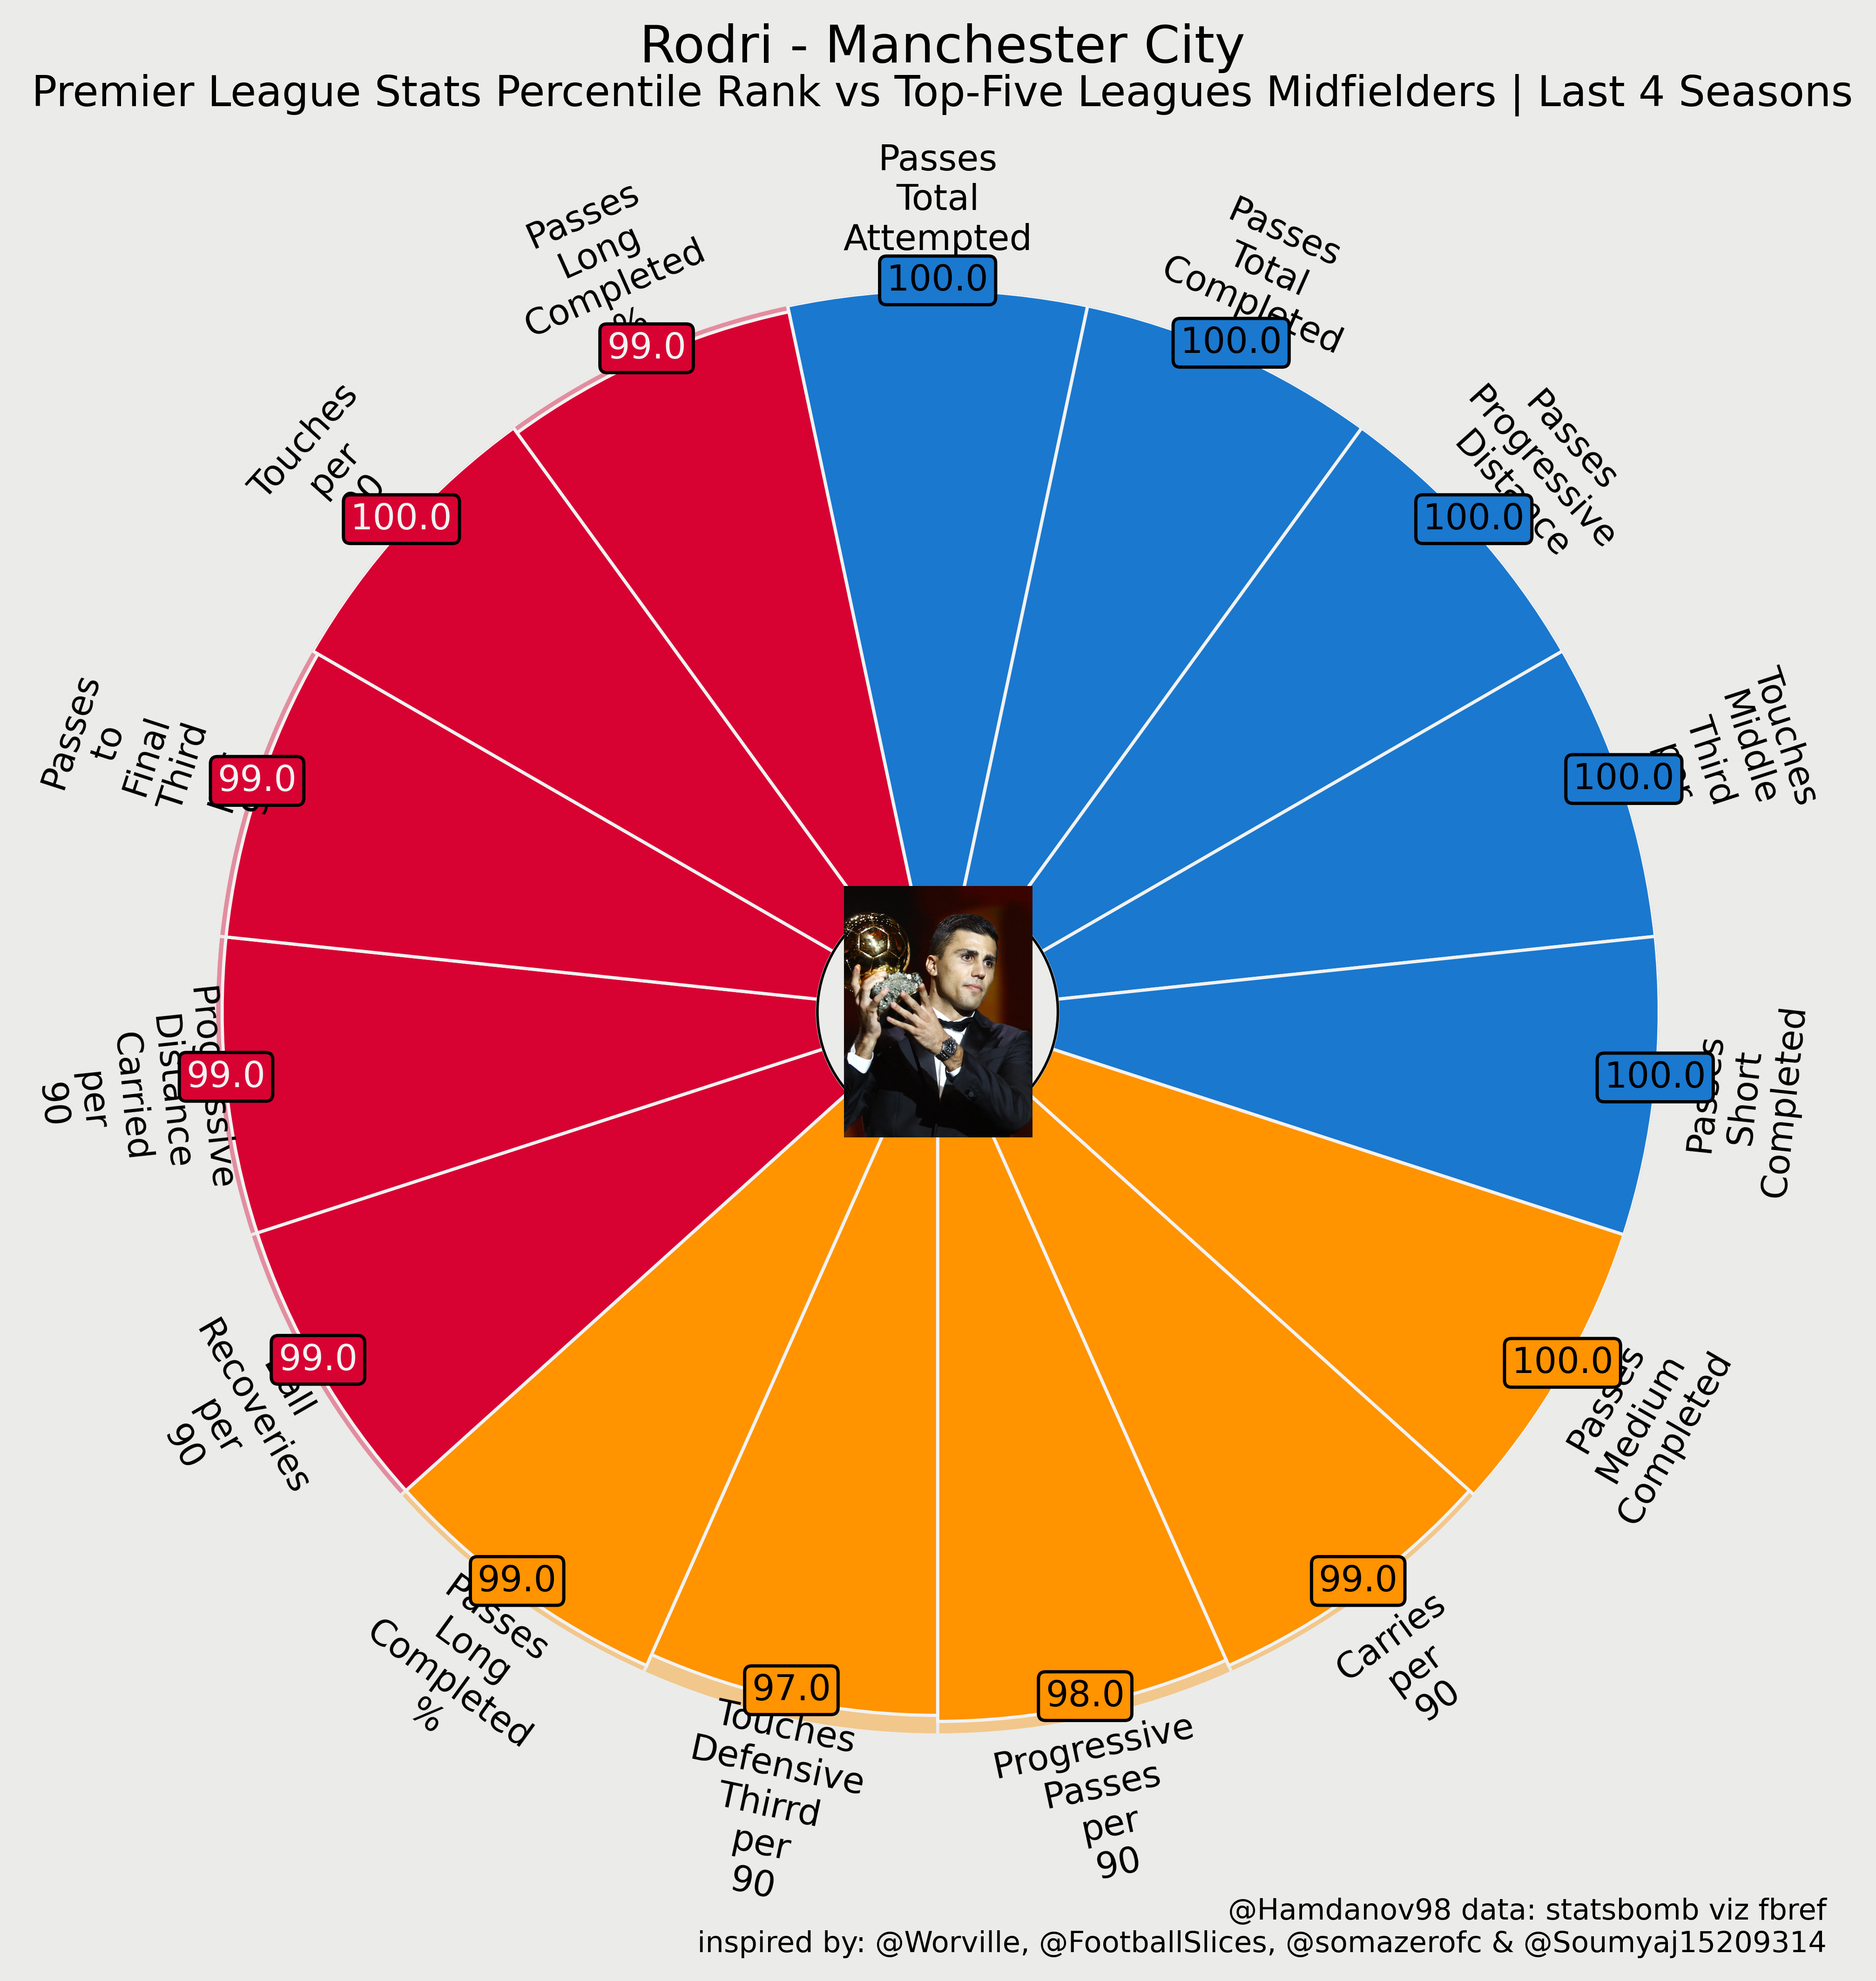 Rodri - Manchester City
Premier League Stats Percentile Rank vs Top-Five Leagues Midfielders | Last 4 Seasons
Passes
Total
Attempted
100.0
Passes
Total
Completed
100.0
Passes
Progressive
Distance
100.0
Touches
Middle
Third
per
100.0
Passes
Short
Completed
100.0
Passes
Medium
Completed
100.0
Carries
per
90
99.0
Progressive
Passes
per
90
98.0
Touches
Defensive
Thirrd
per
90
97.0
Passes
Long
Completed
%
99.0
Ball
Recoveries
per
90
99.0
Progressive
Distance
Carried
per
90
99.0
Passes
to
Final
Third
99.0
Touches
per
90
100.0
Passes
Long
Completed
%
99.0
@Hamdanov98 data: statsbomb viz fbref
inspired by: @Worville, @FootballSlices, @somazerofc & @Soumyaj15209314